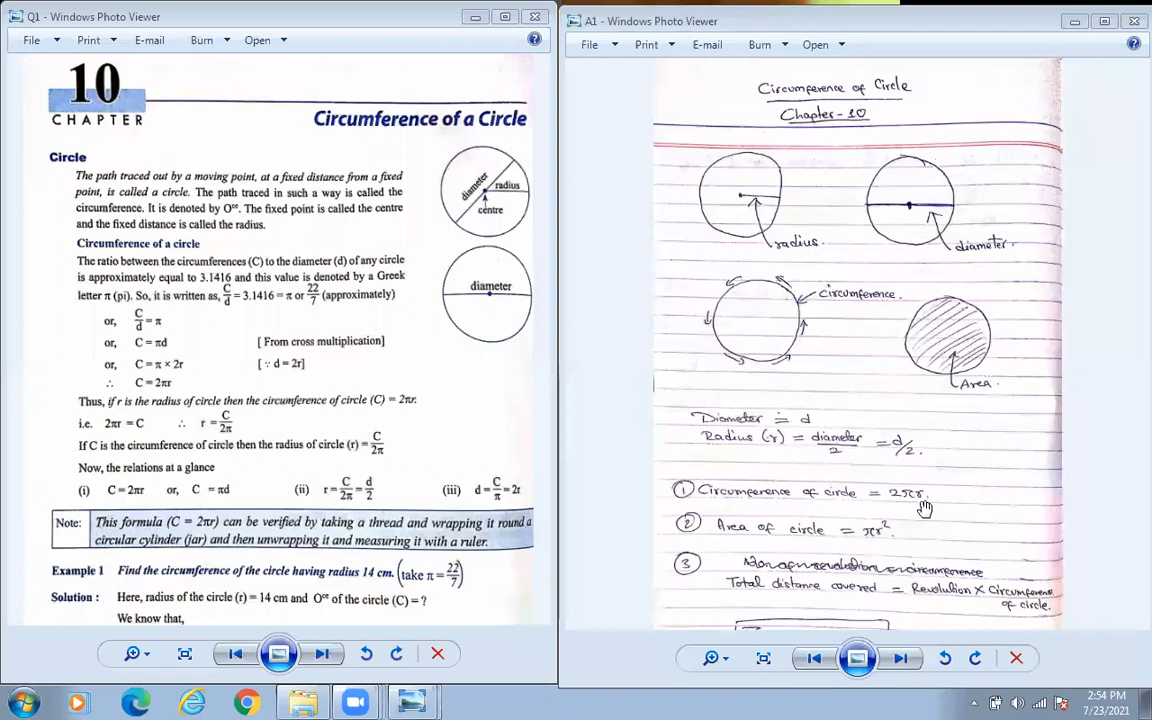 Q1 - Windows Photo Viewer
File Print E-mail Burn Open
10
CHAPTER
Circumference of a Circle
Circle
The path traced out by a moving point, at a fixed distance from a fixed
point, is called a circle. The path traced in such a way is called the
circumference. It is denoted by Oce. The fixed point is called the centre
and the fixed distance is called the radius.
diameter
radius
centre
Circumference of a circle
The ratio between the circumferences (C) to the diameter (d) of any circle
is approximately equal to 3.1416 and this value is denoted by a Greek
letter π (pi). So, it is written as, C/d = 3.1416 = π or 22/7 (approximately)
diameter
or, C/d = π
or, C = πd [ From cross multiplication]
or, C = π × 2r [ ∵ d = 2r]
∴ C = 2πr
Thus, if r is the radius of circle then the circumference of circle (C) = 2πr.
i.e. 2πr = C ∴ r = C/2π
If C is the circumference of circle then the radius of circle (r) = C/2π
Now, the relations at a glance
(i) C = 2πr or, C = πd (ii) r = C/2π = d/2 (iii) d = C/π = 2r
Note: This formula (C = 2πr) can be verified by taking a thread and wrapping it round a
circular cylinder (jar) and then unwrapping it and measuring it with a ruler.
Example 1 Find the circumference of the circle having radius 14 cm. (take π = 22/7)
Solution : Here, radius of the circle (r) = 14 cm and Oce of the circle (C) = ?
We know that,
A1 - Windows Photo Viewer
File Print E-mail Burn Open
Circumference of Circle
Chapter - 10
radius.
diameter.
circumference.
Area.
Diameter = d
Radius (r) = diameter/2 = d/2.
① Circumference of circle = 2πr.
② Area of circle = πr²
③
Total distance covered = Revolution × Circumference
of circle.
2:54 PM
7/23/2021